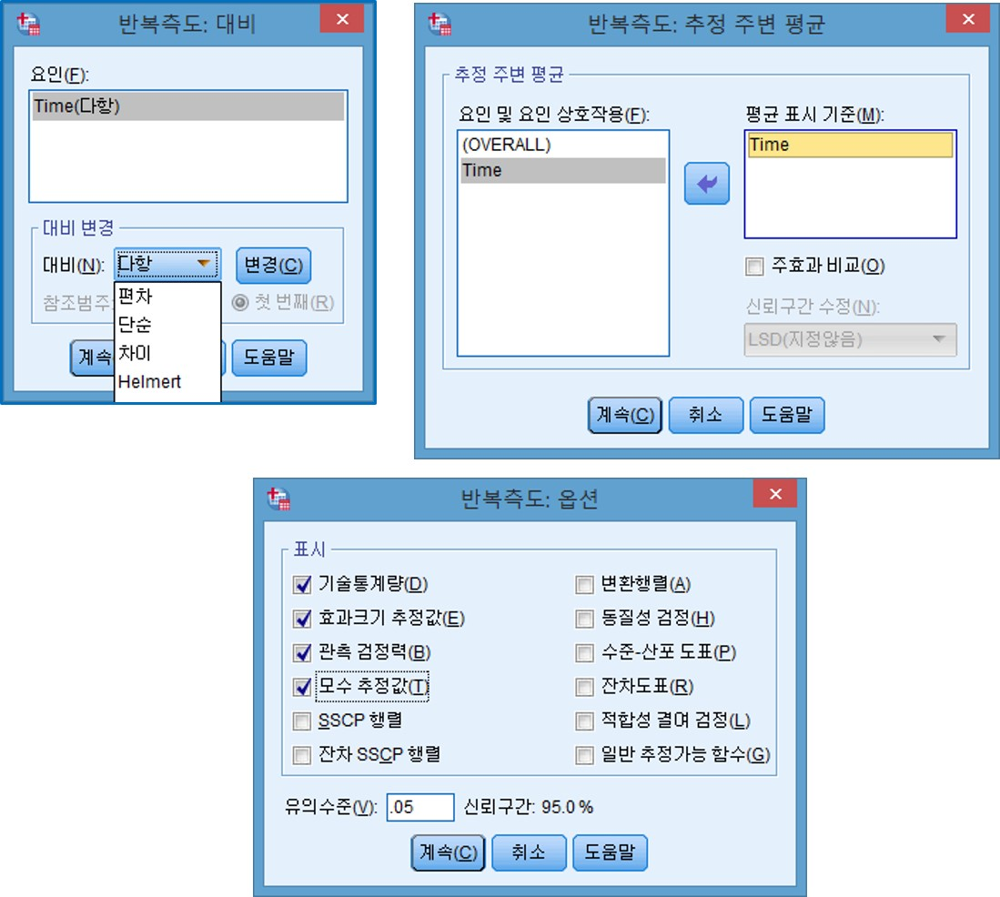 반복측도: 대비
요인(F):
Time(다항)
대비 변경
대비(N): 다항 변경(C)
편차
참조범주: 첫 번째(R)
단순
차이
계속 도움말
Helmert
반복측도: 추정 주변 평균
추정 주변 평균
요인 및 요인 상호작용(F):
(OVERALL)
Time
평균 표시 기준(M):
Time
주효과 비교(O)
신뢰구간 수정(N):
LSD(지정않음)
계속(C) 취소 도움말
반복측도: 옵션
표시
기술통계량(D) 변환행렬(A)
효과크기 추정값(E) 동질성 검정(H)
관측 검정력(B) 수준-산포 도표(P)
모수 추정값(T) 잔차도표(R)
SSCP 행렬 적합성 결여 검정(L)
잔차 SSCP 행렬 일반 추정가능 함수(G)
유의수준(V): .05 신뢰구간: 95.0 %
계속(C) 취소 도움말